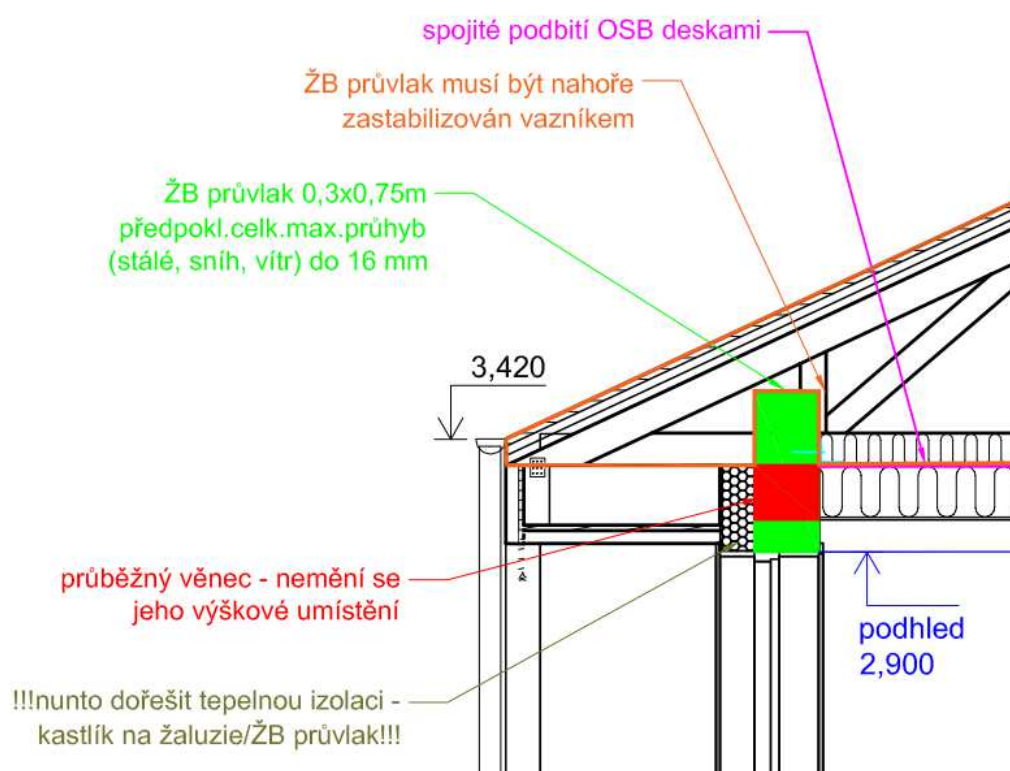 spojité podbití OSB deskami
ŽB průvlak musí být nahoře
zastabilizován vazníkem
ŽB průvlak 0,3x0,75m
předpokl.celk.max.průhyb
(stálé, sníh, vítr) do 16 mm
3,420
průběžný věnec - nemění se
jeho výškové umístění
podhled
2,900
!!!nunto dořešit tepelnou izolaci -
kastlík na žaluzie/ŽB průvlak!!!